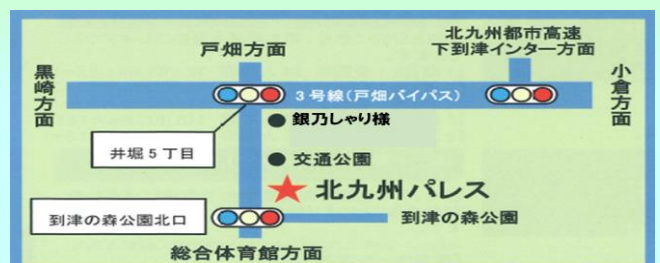 北九州都市高速
下到津インター方面
戸畑方面
黒崎方面
小倉方面
3号線(戸畑バイパス)
銀乃しゃり様
井堀5丁目
交通公園
北九州パレス
到津の森公園北口
到津の森公園
総合体育館方面